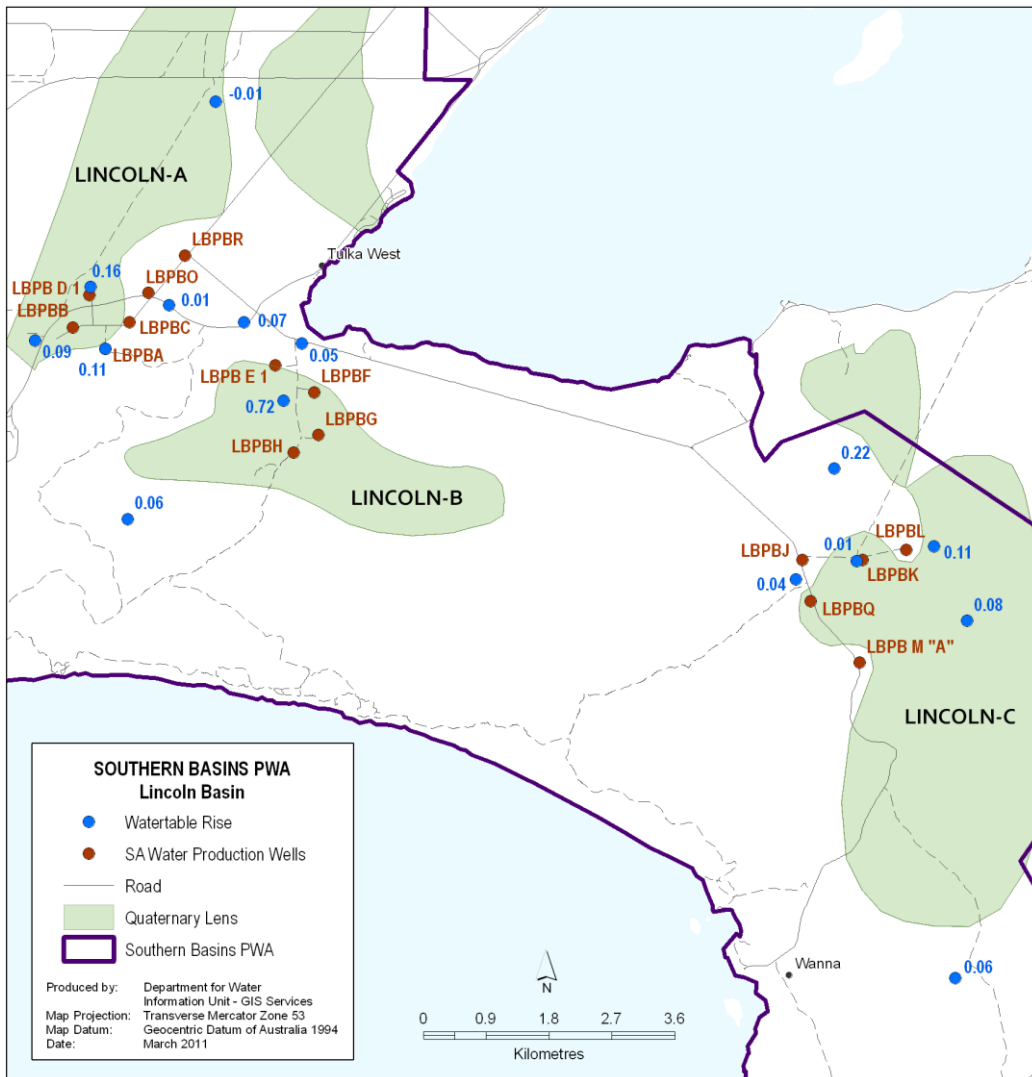 -0.01
LINCOLN-A
LBPBR
Tulka West
0.16
LBPB D 1
LBPBO
0.01
LBPBB
LBPBC
0.07
0.09
0.11
LBPBA
0.05
LBPB E 1
LBPBF
0.72
LBPBG
LBPBH
LINCOLN-B
0.06
0.22
LBPBJ
0.01
LBPBL
0.11
LBPBK
0.04
LBPBQ
0.08
LBPB M "A"
LINCOLN-C
Wanna
0.06
SOUTHERN BASINS PWA
Lincoln Basin
Watertable Rise
SA Water Production Wells
Road
Quaternary Lens
Southern Basins PWA
Produced by: Department for Water
Information Unit - GIS Services
Map Projection: Transverse Mercator Zone 53
Map Datum: Geocentric Datum of Australia 1994
Date: March 2011
N
0 0.9 1.8 2.7 3.6
Kilometres